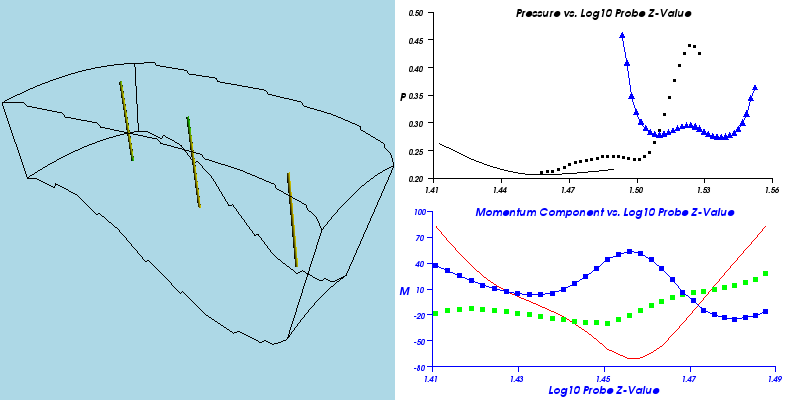 Pressure vs. Log10 Probe Z-Value
0.50
0.45
0.40
0.35
P
0.30
0.25
0.20
1.41 1.44 1.47 1.50 1.53 1.56
Momentum Component vs. Log10 Probe Z-Value
100
70
40
M 10
-20
-50
-80
1.41 1.43 1.45 1.47 1.49
Log10 Probe Z-Value